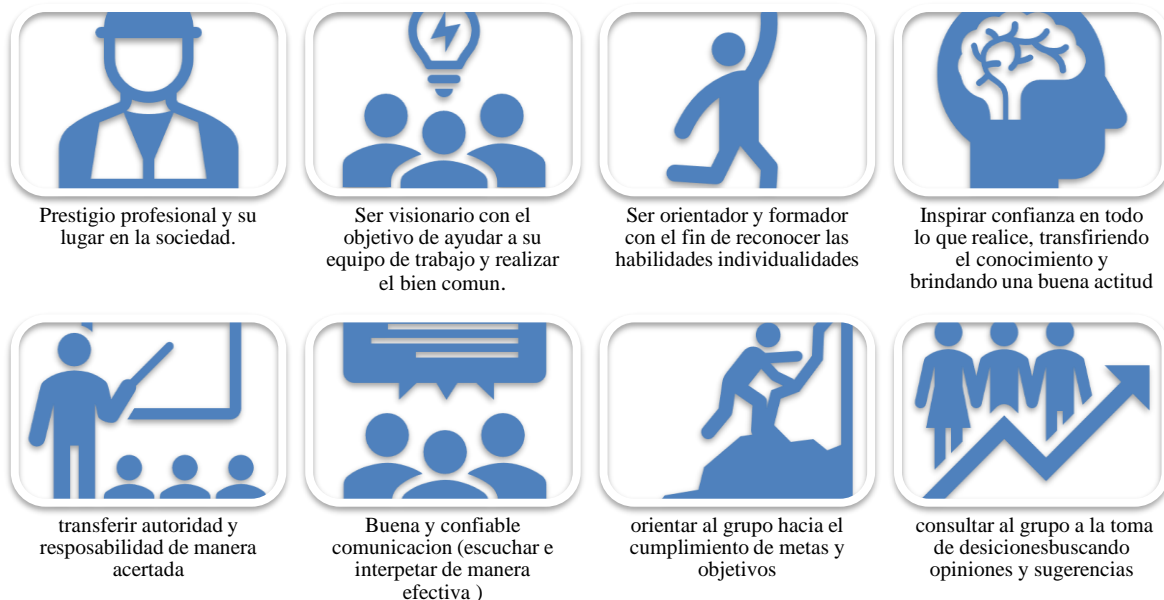 Prestigio profesional y su
lugar en la sociedad.
Ser visionario con el
objetivo de ayudar a su
equipo de trabajo y realizar
el bien comun.
Ser orientador y formador
con el fin de reconocer las
habilidades individualidades
Inspirar confianza en todo
lo que realice, transfiriendo
el conocimiento y
brindando una buena actitud
transferir autoridad y
resposabilidad de manera
acertada
Buena y confiable
comunicacion (escuchar e
interpetar de manera
efectiva )
orientar al grupo hacia el
cumplimiento de metas y
objetivos
consultar al grupo a la toma
de desicionesbuscando
opiniones y sugerencias